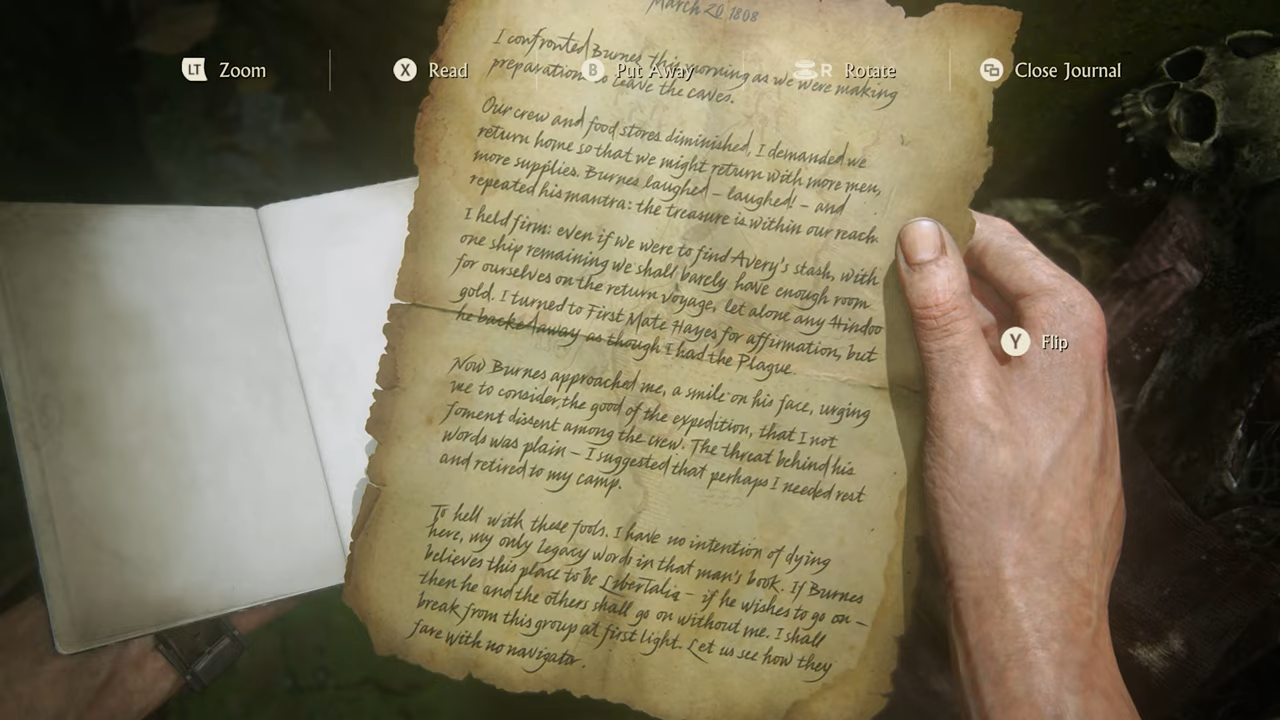 March 20 1808
LT Zoom
X Read
B Put Away
R Rotate
Close Journal
I confronted Burnes this morning as we were making
preparations to leave the caves.
Our crew and food stores diminished, I demanded we
return home so that we might return with more men,
more supplies. Burnes laughed – laughed! – and
repeated his mantra: the treasure is within our reach.
I held firm: even if we were to find Avery's stash, with
one ship remaining we shall barely have enough room
for ourselves on the return voyage, let alone any Hindoo
gold. I turned to First Mate Hayes for affirmation, but
he backed away as though I had the Plague.
Now Burnes approached me, a smile on his face, urging
me to consider the good of the expedition, that I not
foment dissent among the crew. The threat behind his
words was plain – I suggested that perhaps I needed rest
and retired to my camp.
To hell with these fools. I have no intention of dying
here, my only legacy words in that man's book. If Burnes
believes this place to be Libertalia – if he wishes to go on –
then he and the others shall go on without me. I shall
break from this group at first light. Let us see how they
fare with no navigator.
Y Flip